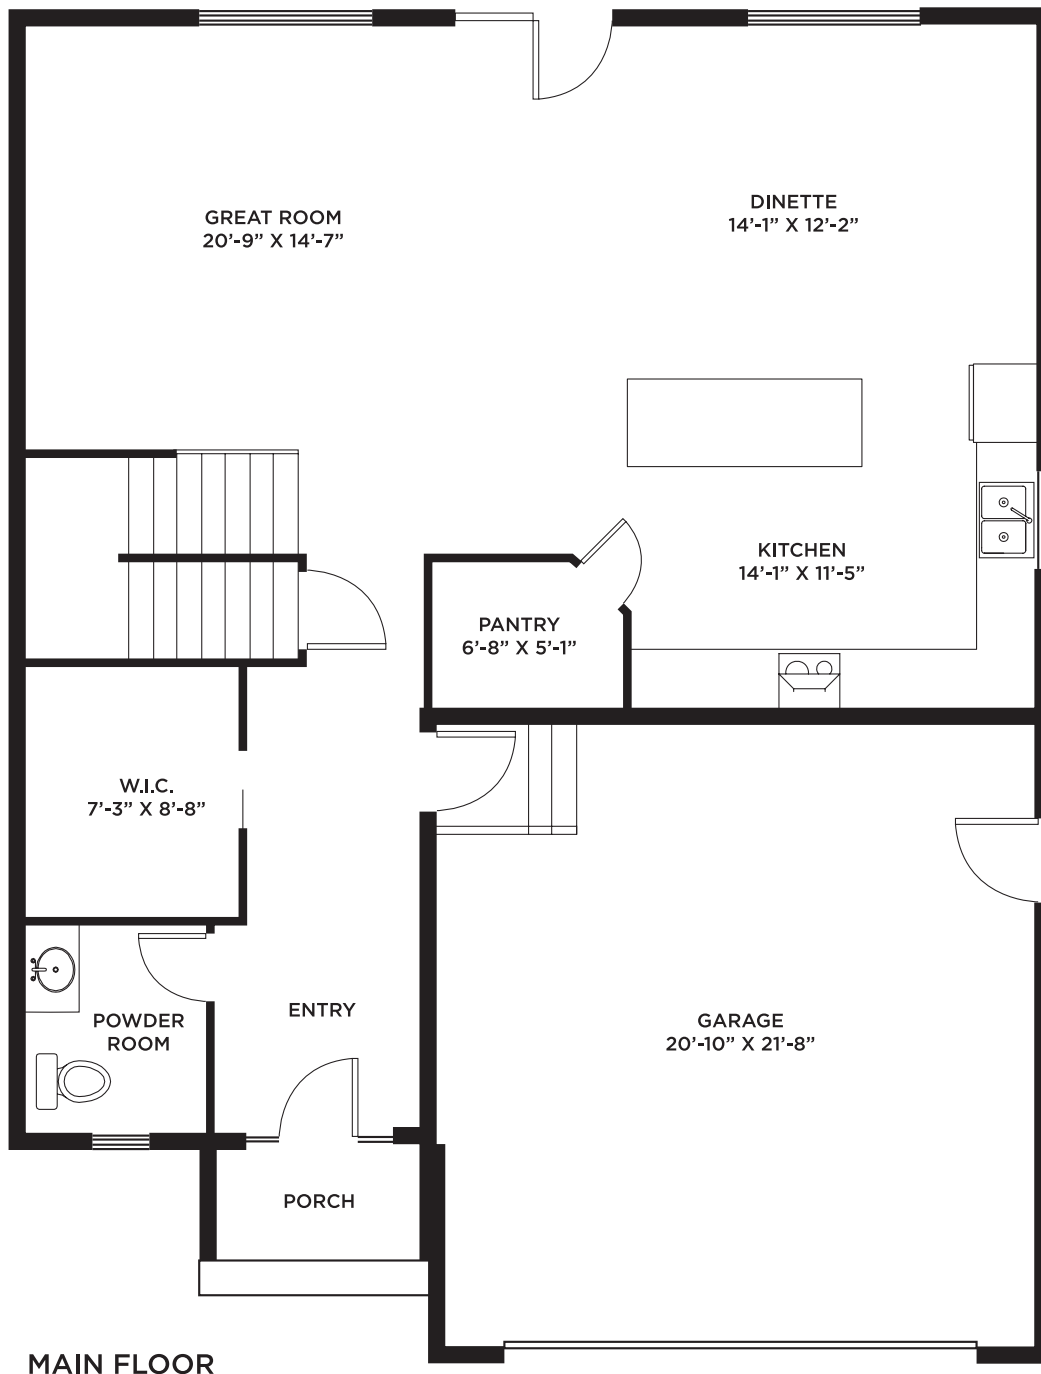 GREAT ROOM
20’-9” X 14’-7”
DINETTE
14’-1” X 12’-2”
KITCHEN
14’-1” X 11’-5”
PANTRY
6’-8” X 5’-1”
W.I.C.
7’-3” X 8’-8”
POWDER
ROOM
ENTRY
GARAGE
20’-10” X 21’-8”
PORCH
MAIN FLOOR